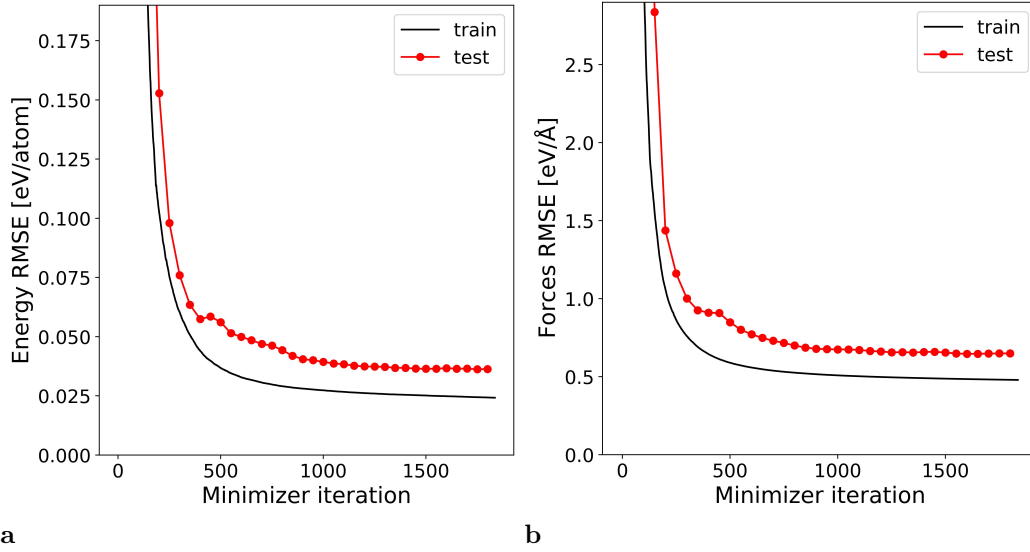 train
test
Energy RMSE [eV/atom]
0.175
0.150
0.125
0.100
0.075
0.050
0.025
0.000
0 500 1000 1500
Minimizer iteration
a
train
test
Forces RMSE [eV/Å]
2.5
2.0
1.5
1.0
0.5
0.0
0 500 1000 1500
Minimizer iteration
b